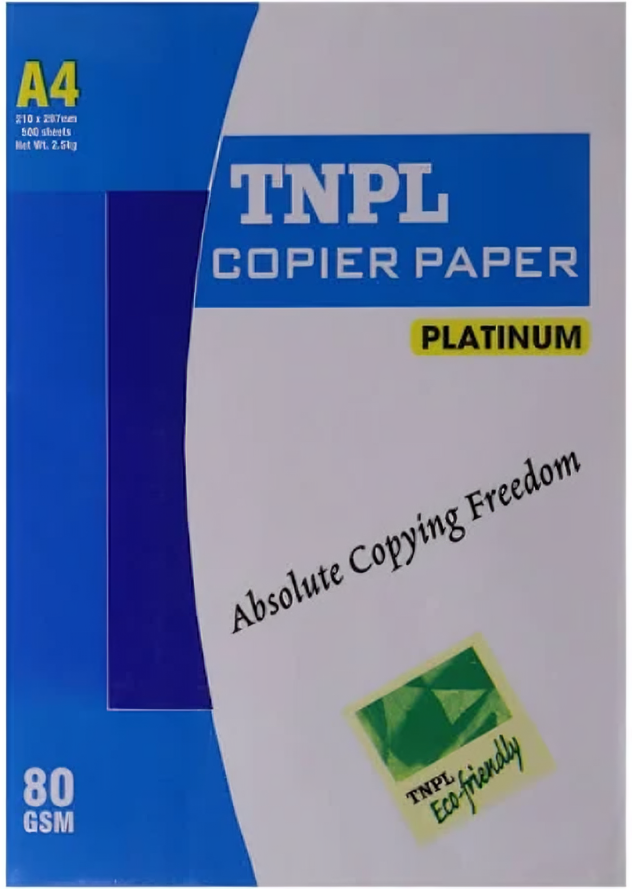 A4
210 x 297mm
500 sheets
Net Wt. 2.5kg
TNPL
COPIER PAPER
PLATINUM
Absolute Copying Freedom
TNPL
Eco-friendly
80
GSM